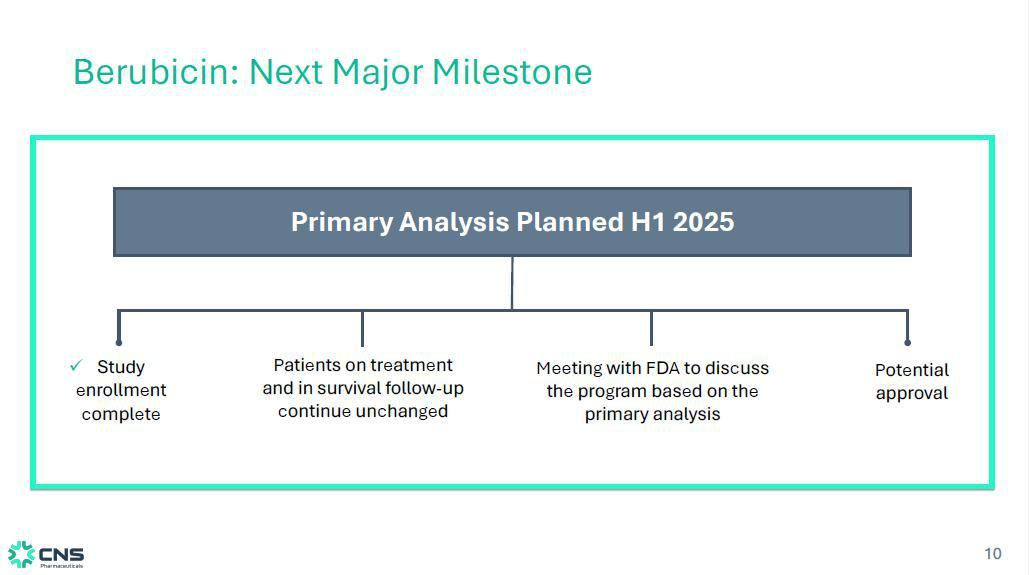 Berubicin: Next Major Milestone
Primary Analysis Planned H1 2025
✓ Study
enrollment
complete
Patients on treatment
and in survival follow-up
continue unchanged
Meeting with FDA to discuss
the program based on the
primary analysis
Potential
approval
CNS
Pharmaceuticals
10